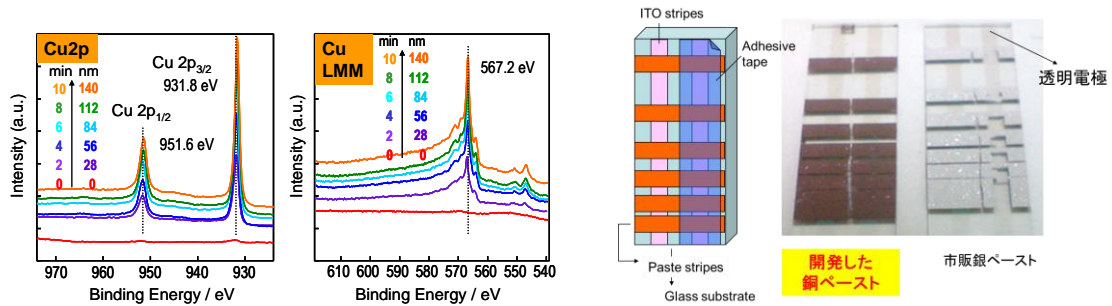 Cu2p
min nm
10 140
8 112
6 84
4 56
2 28
0 0
Cu 2p3/2
931.8 eV
Cu 2p1/2
951.6 eV
Intensity (a.u.)
970 960 950 940 930
Binding Energy / eV
Cu
LMM
min nm
10 140
8 112
6 84
4 56
2 28
0 0
567.2 eV
Intensity (a.u.)
610 600 590 580 570 560 550 540
Binding Energy / eV
ITO stripes
Adhesive
tape
Paste stripes
Glass substrate
透明電極
開発した
銅ペースト
市販銀ペースト